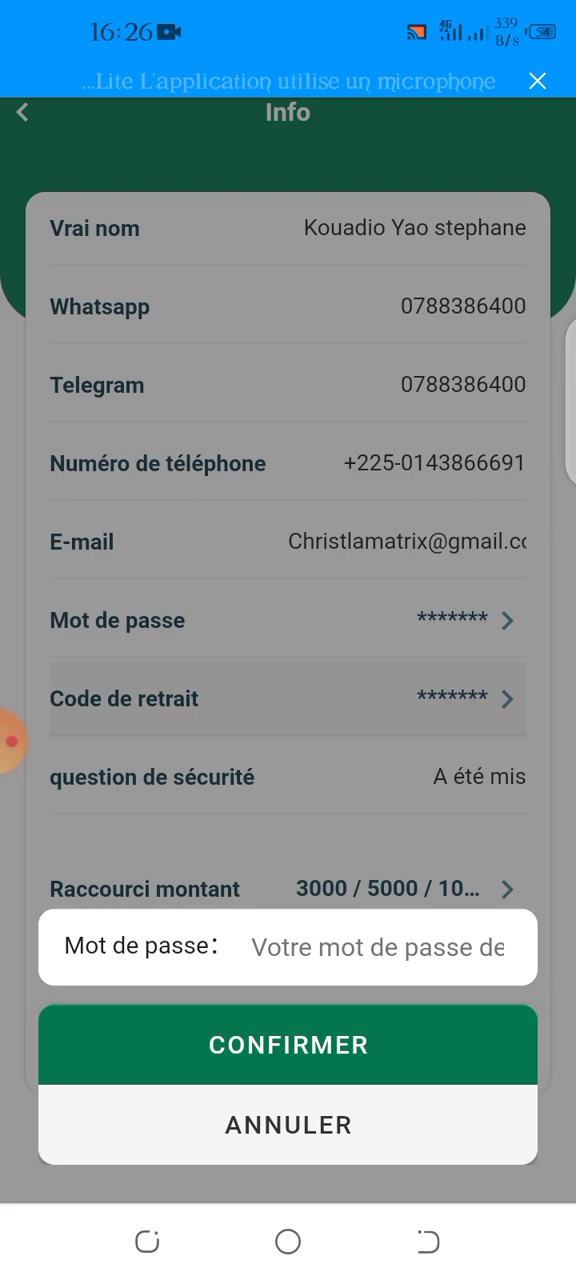 16:26
4G
339
B/s
54
...Lite L'application utilise un microphone
Info
Vrai nom Kouadio Yao stephane
Whatsapp 0788386400
Telegram 0788386400
Numéro de téléphone +225-0143866691
E-mail Christlamatrix@gmail.co
Mot de passe *******
Code de retrait *******
question de sécurité A été mis
Raccourci montant 3000 / 5000 / 10...
Mot de passe: Votre mot de passe de
CONFIRMER
ANNULER